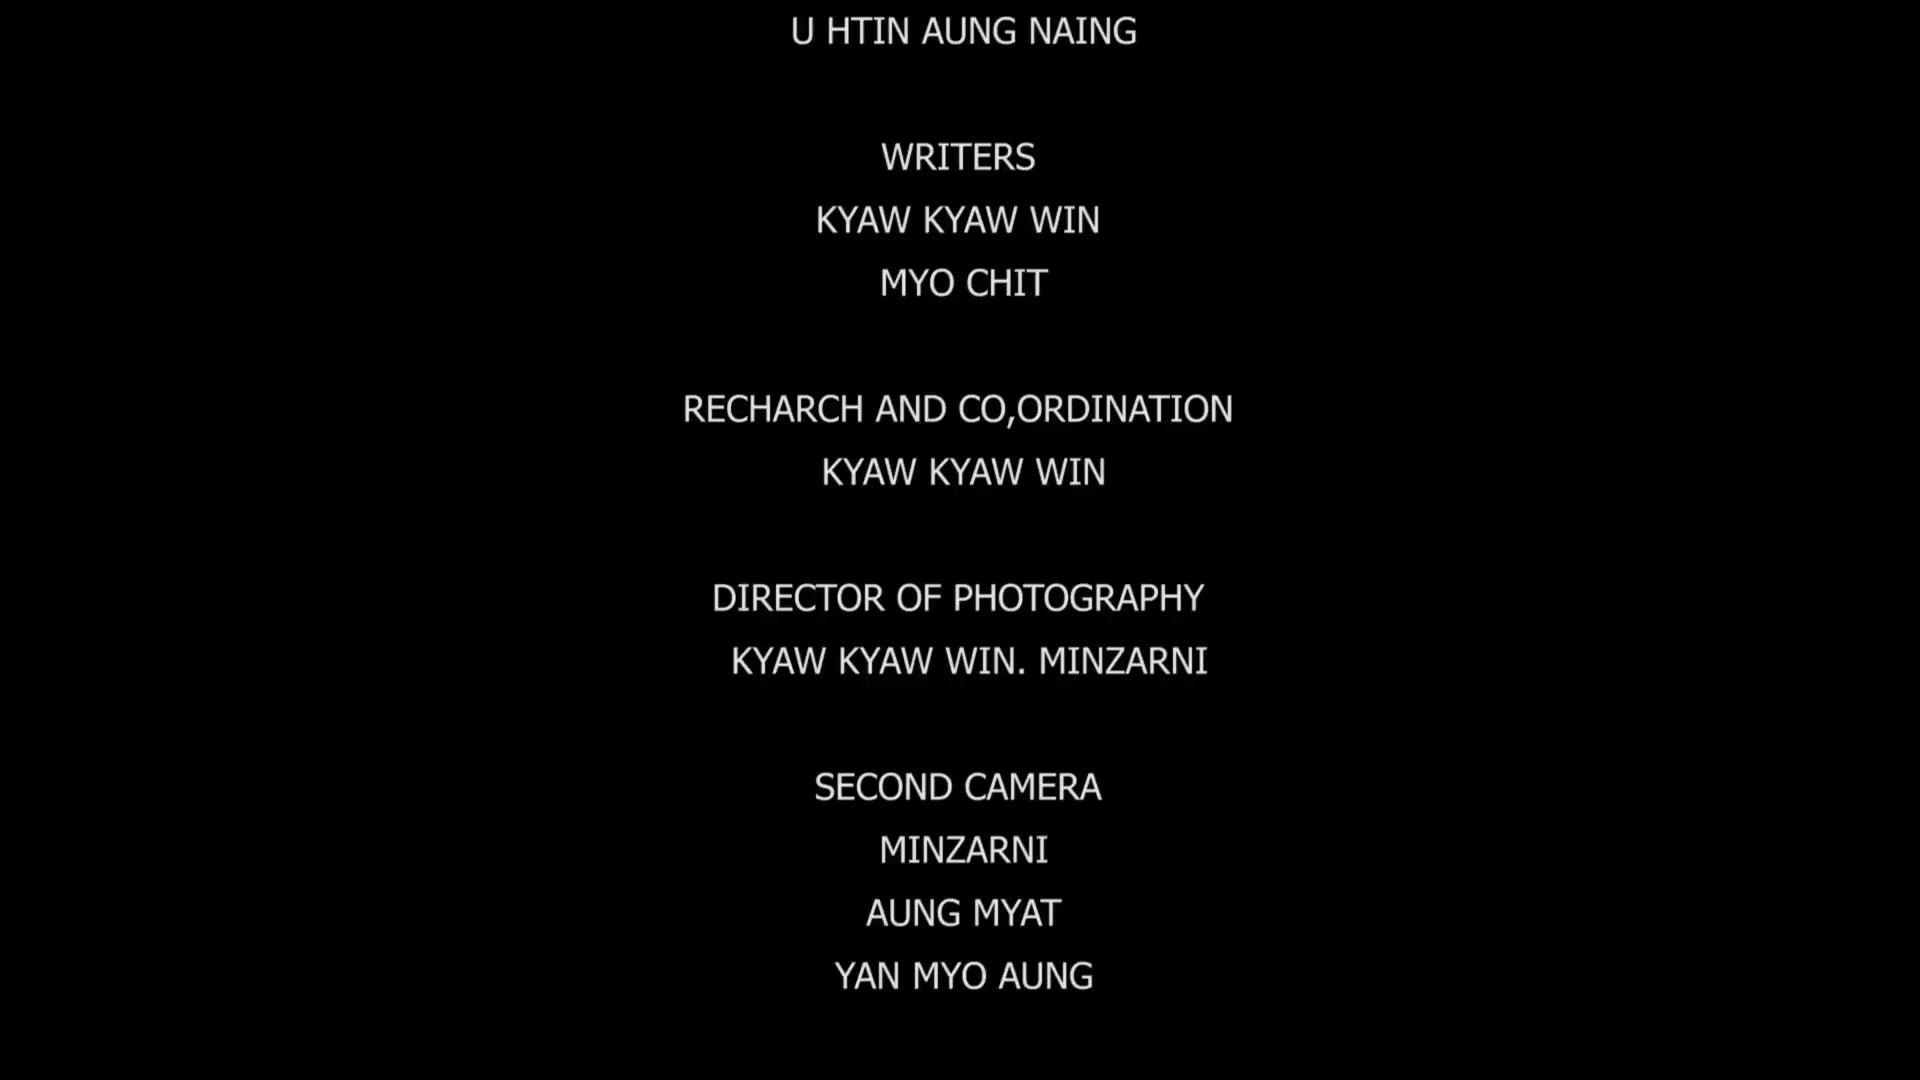 U HTIN AUNG NAING
WRITERS
KYAW KYAW WIN
MYO CHIT
RECHARCH AND CO,ORDINATION
KYAW KYAW WIN
DIRECTOR OF PHOTOGRAPHY
KYAW KYAW WIN. MINZARNI
SECOND CAMERA
MINZARNI
AUNG MYAT
YAN MYO AUNG